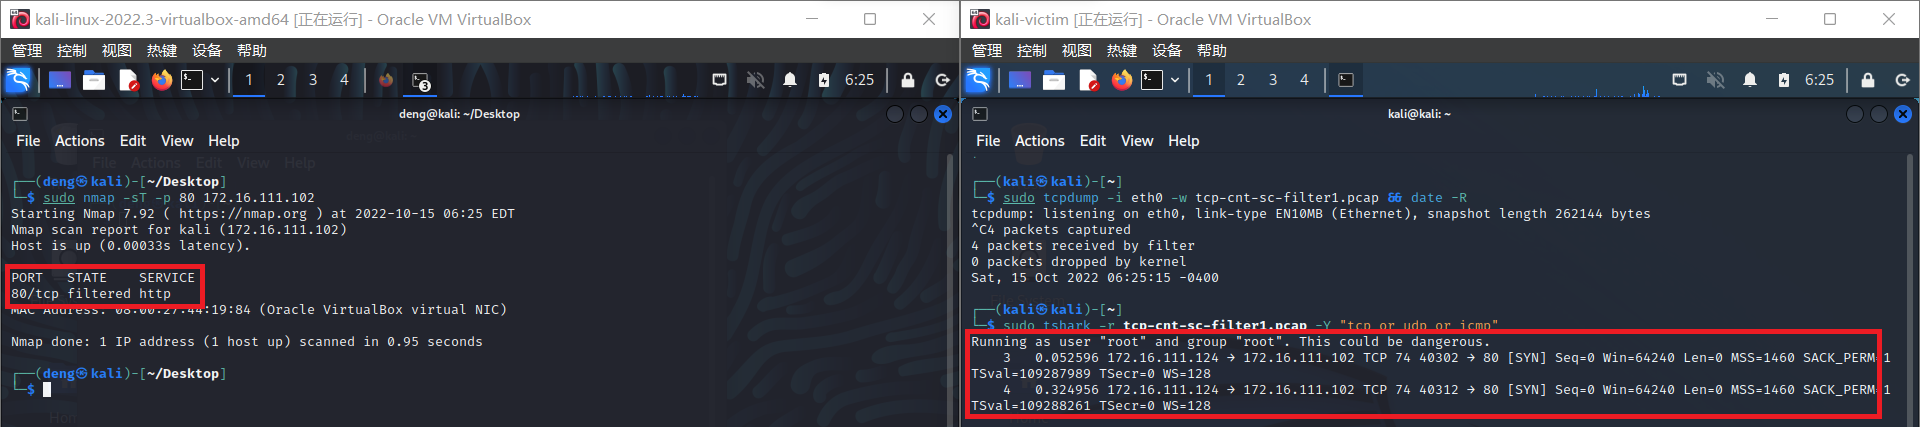 kali-linux-2022.3-virtualbox-amd64 [正在运行] - Oracle VM VirtualBox
管理 控制 视图 热键 设备 帮助
1 2 3 4 3 6:25
deng@kali: ~/Desktop
File Actions Edit View Help
┌──(deng㉿kali)-[~/Desktop]
└─$ sudo nmap -sT -p 80 172.16.111.102
Starting Nmap 7.92 ( https://nmap.org ) at 2022-10-15 06:25 EDT
Nmap scan report for kali (172.16.111.102)
Host is up (0.00033s latency).
PORT STATE SERVICE
80/tcp filtered http
MAC Address: 08:00:27:44:19:84 (Oracle VirtualBox virtual NIC)
Nmap done: 1 IP address (1 host up) scanned in 0.95 seconds
┌──(deng㉿kali)-[~/Desktop]
└─$
kali-victim [正在运行] - Oracle VM VirtualBox
管理 控制 视图 热键 设备 帮助
1 2 3 4 6:25
kali@kali: ~
File Actions Edit View Help
┌──(kali㉿kali)-[~]
└─$ sudo tcpdump -i eth0 -w tcp-cnt-sc-filter1.pcap && date -R
tcpdump: listening on eth0, link-type EN10MB (Ethernet), snapshot length 262144 bytes
^C4 packets captured
4 packets received by filter
0 packets dropped by kernel
Sat, 15 Oct 2022 06:25:15 -0400
┌──(kali㉿kali)-[~]
└─$ sudo tshark -r tcp-cnt-sc-filter1.pcap -Y "tcp or udp or icmp"
Running as user "root" and group "root". This could be dangerous.
3 0.052596 172.16.111.124 → 172.16.111.102 TCP 74 40302 → 80 [SYN] Seq=0 Win=64240 Len=0 MSS=1460 SACK_PERM=1
TSval=109287989 TSecr=0 WS=128
4 0.324956 172.16.111.124 → 172.16.111.102 TCP 74 40312 → 80 [SYN] Seq=0 Win=64240 Len=0 MSS=1460 SACK_PERM=1
TSval=109288261 TSecr=0 WS=128